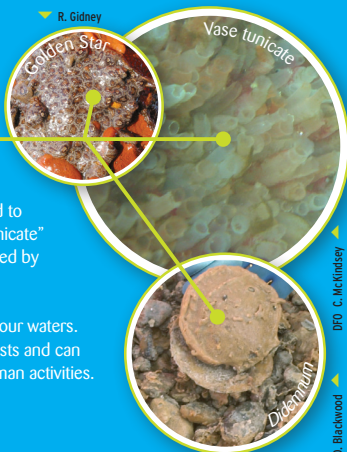 R. Gidney
Golden Star
Vase tunicate
d to
nicate"
ed by
our waters.
sts and can
man activities.
DFO C. McKindsey
Didemnum
D. Blackwood